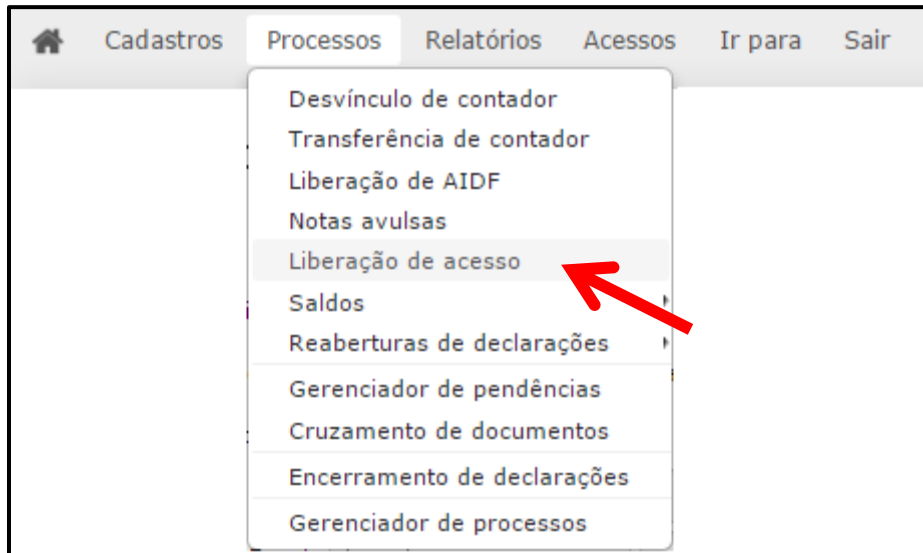 Cadastros Processos Relatórios Acessos Ir para Sair
Desvínculo de contador
Transferência de contador
Liberação de AIDF
Notas avulsas
Liberação de acesso
Saldos
Reaberturas de declarações
Gerenciador de pendências
Cruzamento de documentos
Encerramento de declarações
Gerenciador de processos